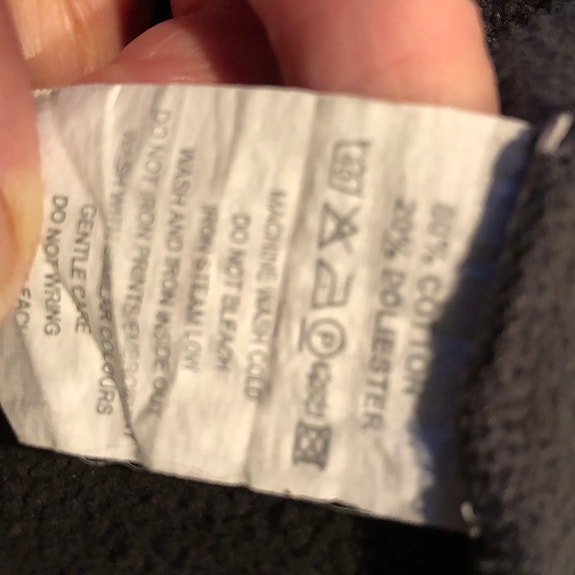 80% COTTON
20% POLIESTER
P
MACHINE WASH COLD
DO NOT BLEACH
IRON STEAM LOW
WASH AND IRON INSIDE OUT
DO NOT IRON PRINTS/EMBRO
WASH WITH COLOURS
GENTLE CARE
DO NOT WRING